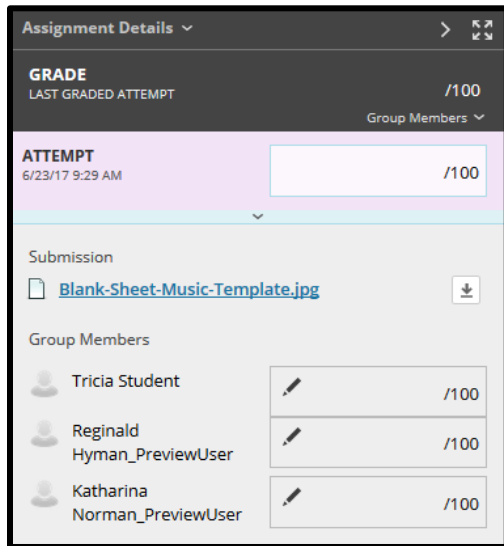 Assignment Details
GRADE
LAST GRADED ATTEMPT
/100
Group Members
ATTEMPT
6/23/17 9:29 AM
/100
Submission
Blank-Sheet-Music-Template.jpg
Group Members
Tricia Student
/100
Reginald
Hyman_PreviewUser
/100
Katharina
Norman_PreviewUser
/100